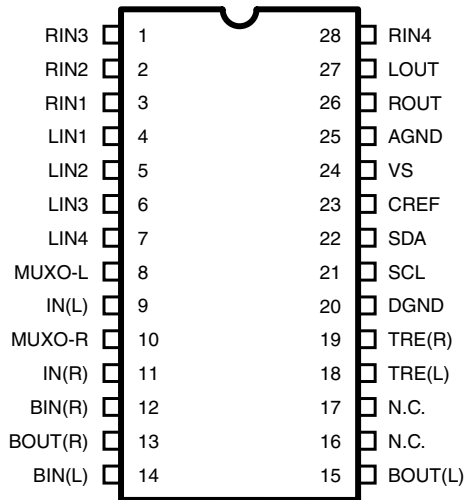 RIN3 1 28 RIN4
RIN2 2 27 LOUT
RIN1 3 26 ROUT
LIN1 4 25 AGND
LIN2 5 24 VS
LIN3 6 23 CREF
LIN4 7 22 SDA
MUXO-L 8 21 SCL
IN(L) 9 20 DGND
MUXO-R 10 19 TRE(R)
IN(R) 11 18 TRE(L)
BIN(R) 12 17 N.C.
BOUT(R) 13 16 N.C.
BIN(L) 14 15 BOUT(L)